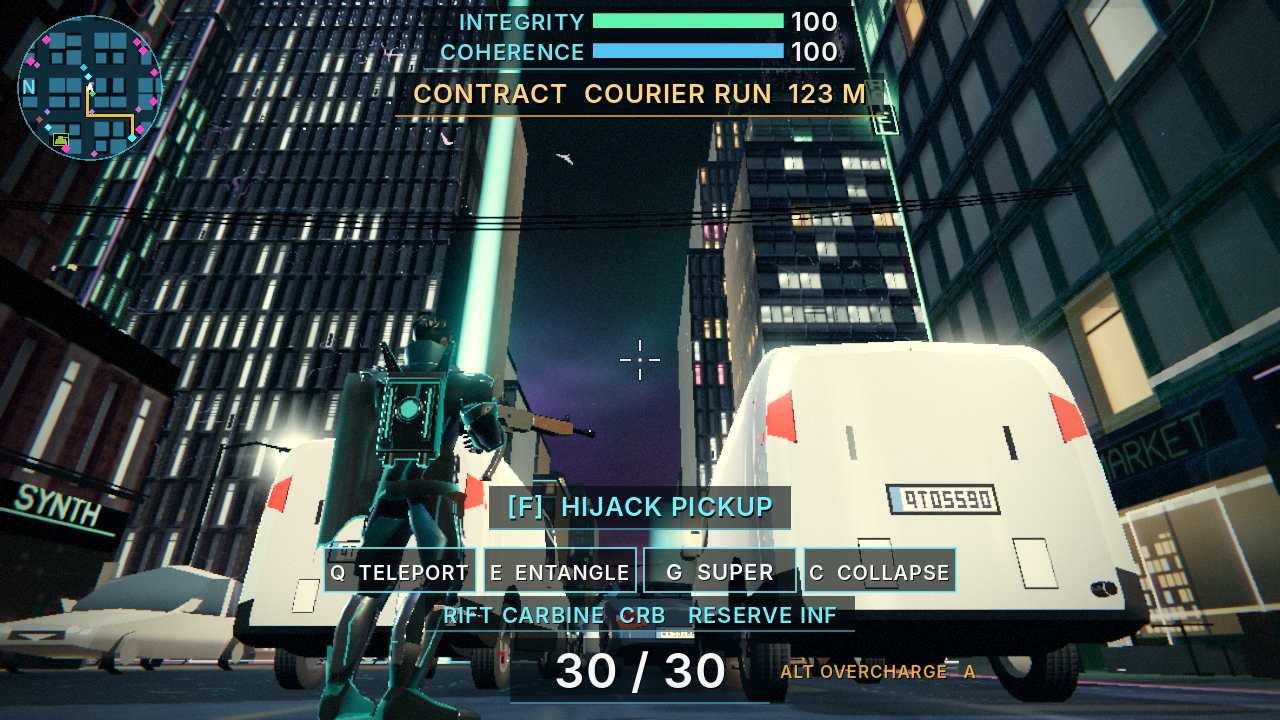 INTEGRITY 100
COHERENCE 100
CONTRACT COURIER RUN 123 M
N
SYNTH
ARKET
QTOSS90
[F] HIJACK PICKUP
Q TELEPORT
E ENTANGLE
G SUPER
C COLLAPSE
RIFT CARBINE CRB RESERVE INF
30 / 30
ALT OVERCHARGE A